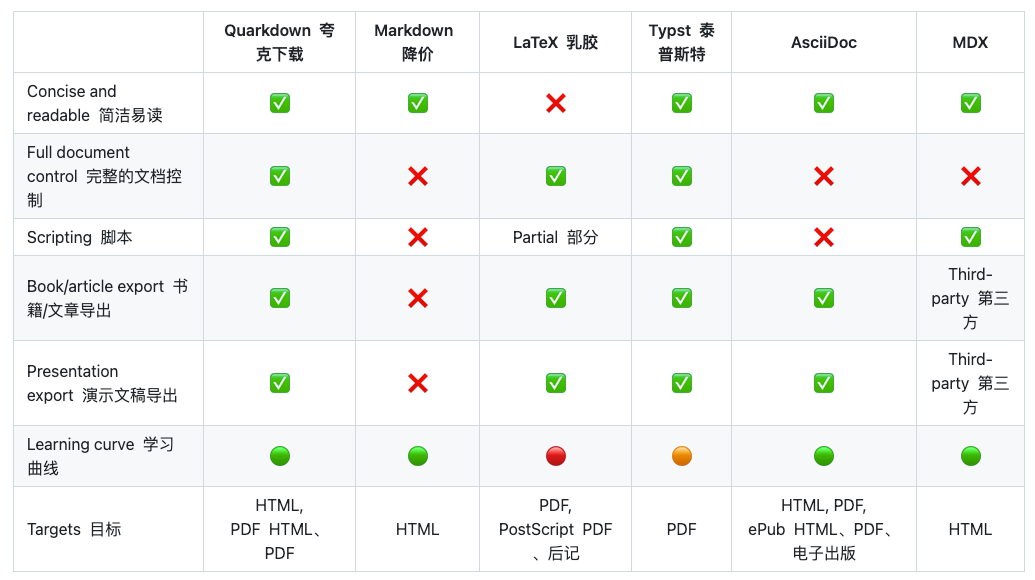 Quarkdown 夸
克下载
Markdown
降价
LaTeX 乳胶
Typst 泰
普斯特
AsciiDoc
MDX
Concise and
readable 简洁易读
✅ ✅ ❌ ✅ ✅ ✅
Full document
control 完整的文档控
制
✅ ❌ ✅ ✅ ❌ ❌
Scripting 脚本
✅ ❌ Partial 部分 ✅ ❌ ✅
Book/article export 书
籍/文章导出
✅ ❌ ✅ ✅ ✅
Third-
party 第三
方
Presentation
export 演示文稿导出
✅ ❌ ✅ ✅ ✅
Third-
party 第三
方
Learning curve 学习
曲线
🟢 🟢 🔴 🟠 🟢 🟢
Targets 目标
HTML,
PDF HTML、
PDF
HTML
PDF,
PostScript PDF
、后记
PDF
HTML, PDF,
ePub HTML、PDF、
电子出版
HTML